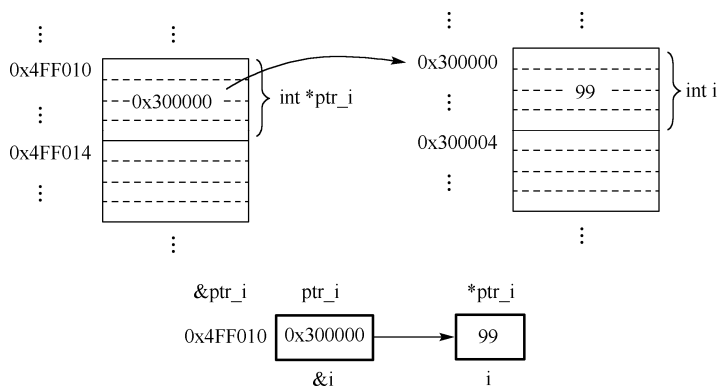 0x4FF010
0x300000
int *ptr_i
0x4FF014
0x300000
99
int i
0x300004
&ptr_i ptr_i *ptr_i
0x4FF010 0x300000 99
&i i